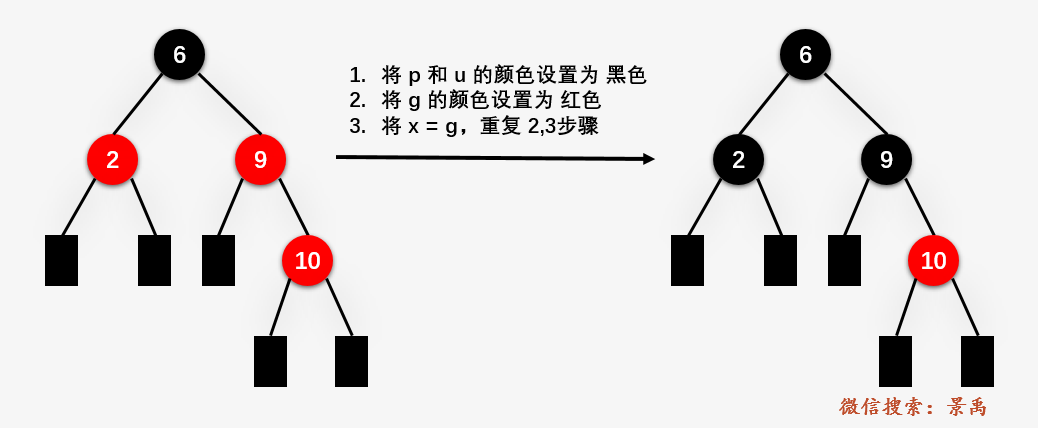 6
6
1. 将 p 和 u 的颜色设置为 黑色
2. 将 g 的颜色设置为 红色
3. 将 x = g，重复 2,3步骤
2
9
2
9
10
10
微信搜索：景禹